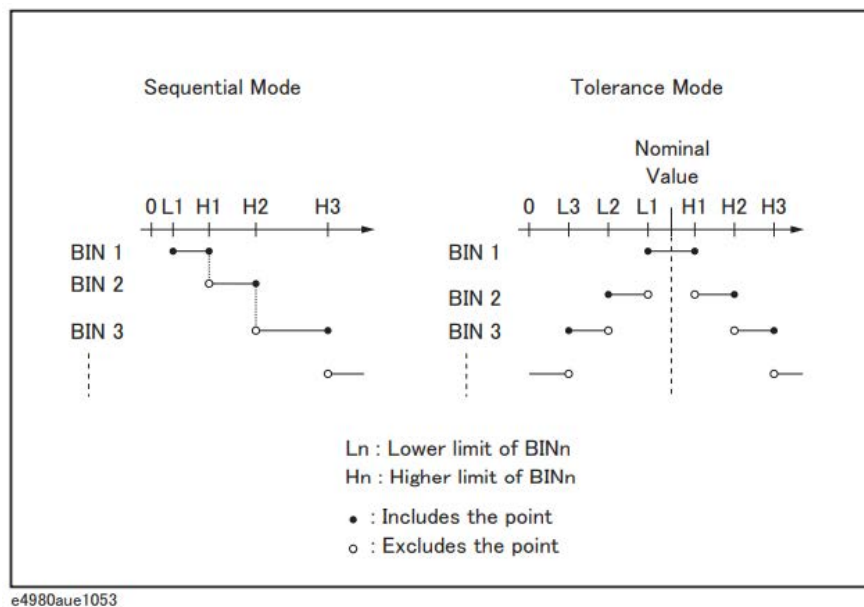 Sequential Mode
Tolerance Mode
Nominal
Value
0 L1 H1 H2 H3
0 L3 L2 L1 H1 H2 H3
BIN 1
BIN 2
BIN 3
BIN 1
BIN 2
BIN 3
Ln : Lower limit of BINn
Hn : Higher limit of BINn
● : Includes the point
○ : Excludes the point
e4980aue1053